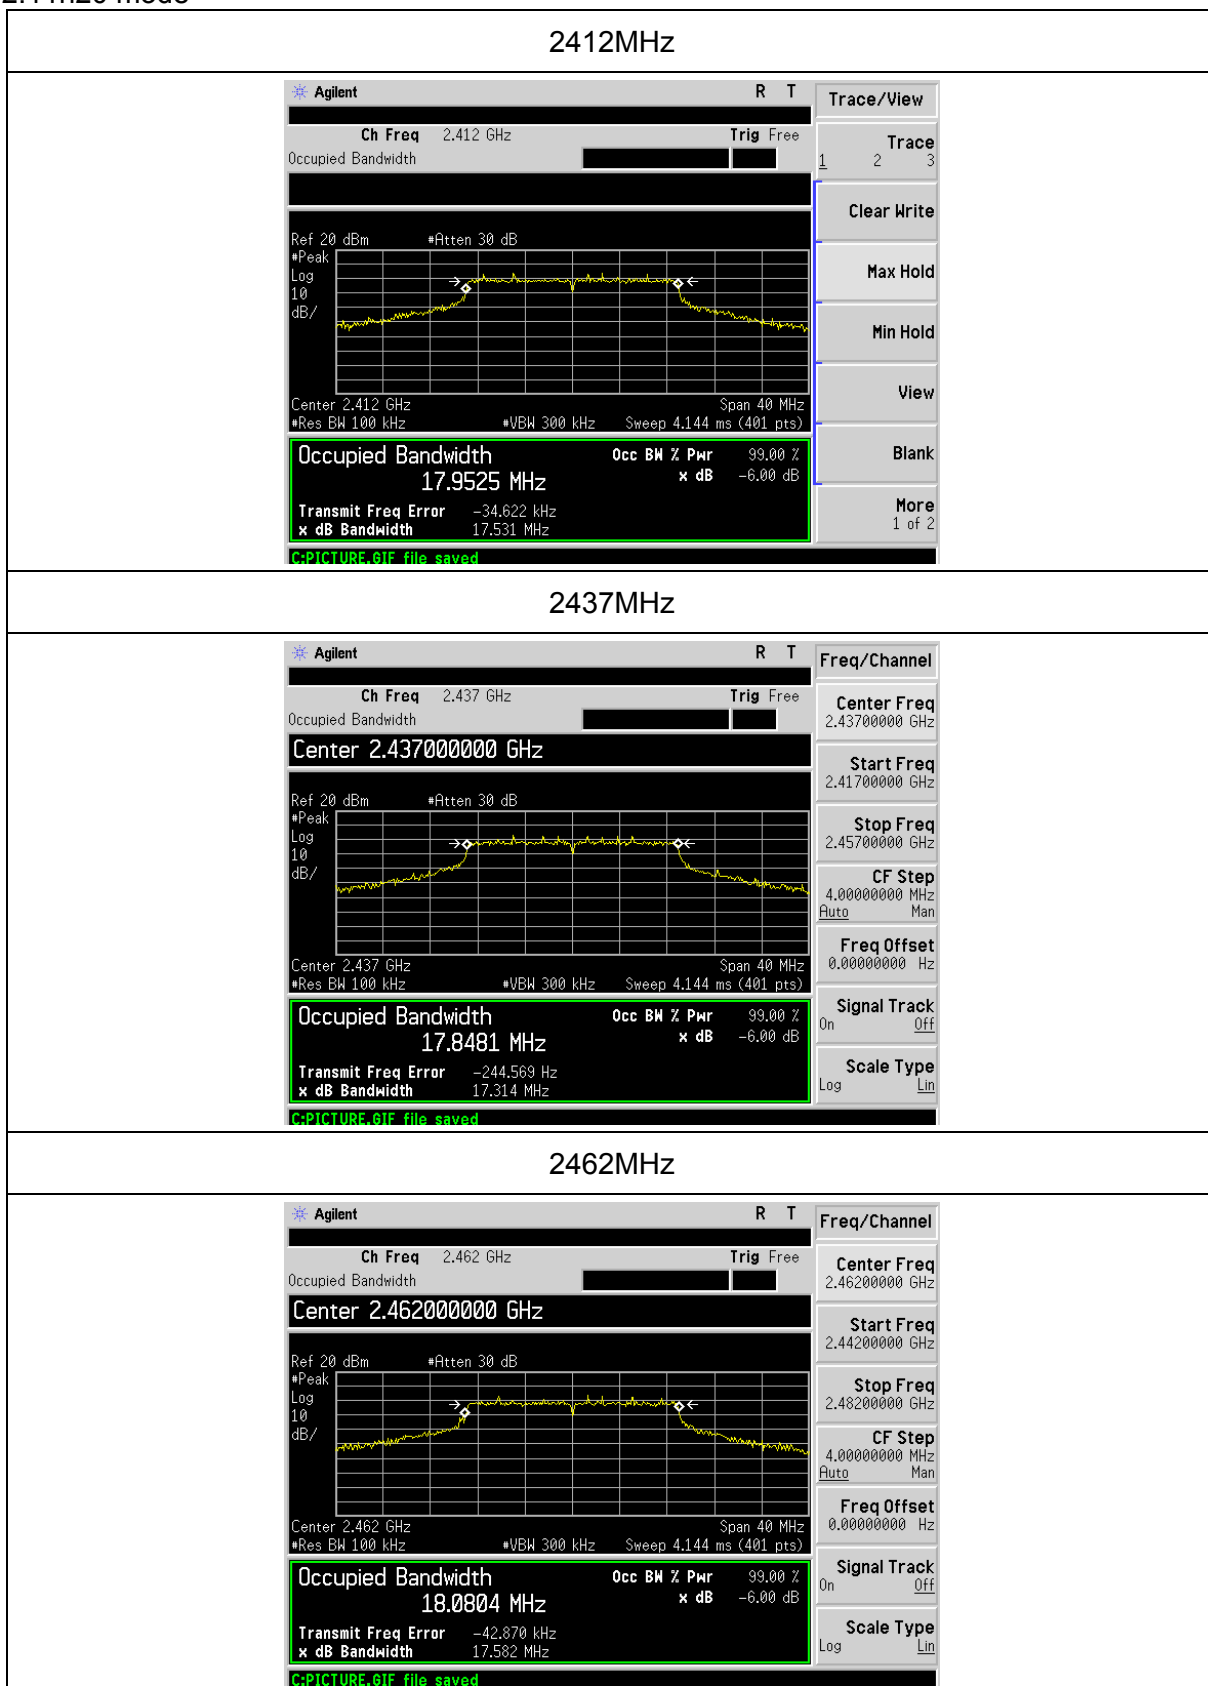 2412MHz
Agilent R T
Trace/View
Ch Freq 2.412 GHz Trig Free
Occupied Bandwidth
Trace
1 2 3
Clear Write
Ref 20 dBm #Atten 30 dB
#Peak
Log
10
dB/
Max Hold
Min Hold
View
Center 2.412 GHz Span 40 MHz
#Res BW 100 kHz #VBW 300 kHz Sweep 4.144 ms (401 pts)
Blank
Occupied Bandwidth Occ BW % Pwr 99.00 %
17.9525 MHz x dB -6.00 dB
More
1 of 2
Transmit Freq Error -34.622 kHz
x dB Bandwidth 17.531 MHz
C:PICTURE.GIF file saved
2437MHz
Agilent R T
Freq/Channel
Ch Freq 2.437 GHz Trig Free
Occupied Bandwidth
Center Freq
2.43700000 GHz
Center 2.437000000 GHz
Start Freq
2.41700000 GHz
Ref 20 dBm #Atten 30 dB
#Peak
Log
10
dB/
Stop Freq
2.45700000 GHz
CF Step
4.00000000 MHz
Auto Man
Freq Offset
0.00000000 Hz
Center 2.437 GHz Span 40 MHz
#Res BW 100 kHz #VBW 300 kHz Sweep 4.144 ms (401 pts)
Signal Track
On Off
Occupied Bandwidth Occ BW % Pwr 99.00 %
17.8481 MHz x dB -6.00 dB
Scale Type
Log Lin
Transmit Freq Error -244.569 Hz
x dB Bandwidth 17.314 MHz
C:PICTURE.GIF file saved
2462MHz
Agilent R T
Freq/Channel
Ch Freq 2.462 GHz Trig Free
Occupied Bandwidth
Center Freq
2.46200000 GHz
Center 2.462000000 GHz
Start Freq
2.44200000 GHz
Ref 20 dBm #Atten 30 dB
#Peak
Log
10
dB/
Stop Freq
2.48200000 GHz
CF Step
4.00000000 MHz
Auto Man
Freq Offset
0.00000000 Hz
Center 2.462 GHz Span 40 MHz
#Res BW 100 kHz #VBW 300 kHz Sweep 4.144 ms (401 pts)
Signal Track
On Off
Occupied Bandwidth Occ BW % Pwr 99.00 %
18.0804 MHz x dB -6.00 dB
Scale Type
Log Lin
Transmit Freq Error -42.870 kHz
x dB Bandwidth 17.582 MHz
C:PICTURE.GIF file saved